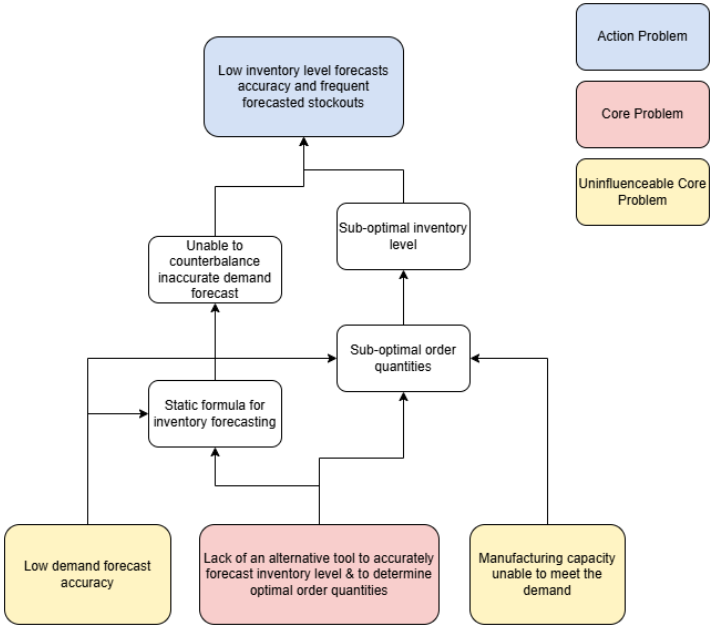 Low inventory level forecasts
accuracy and frequent
forecasted stockouts
Action Problem
Core Problem
Uninfluenceable Core
Problem
Sub-optimal inventory
level
Unable to
counterbalance
inaccurate demand
forecast
Sub-optimal order
quantities
Static formula for
inventory forecasting
Low demand forecast
accuracy
Lack of an alternative tool to accurately
forecast inventory level & to determine
optimal order quantities
Manufacturing capacity
unable to meet the
demand